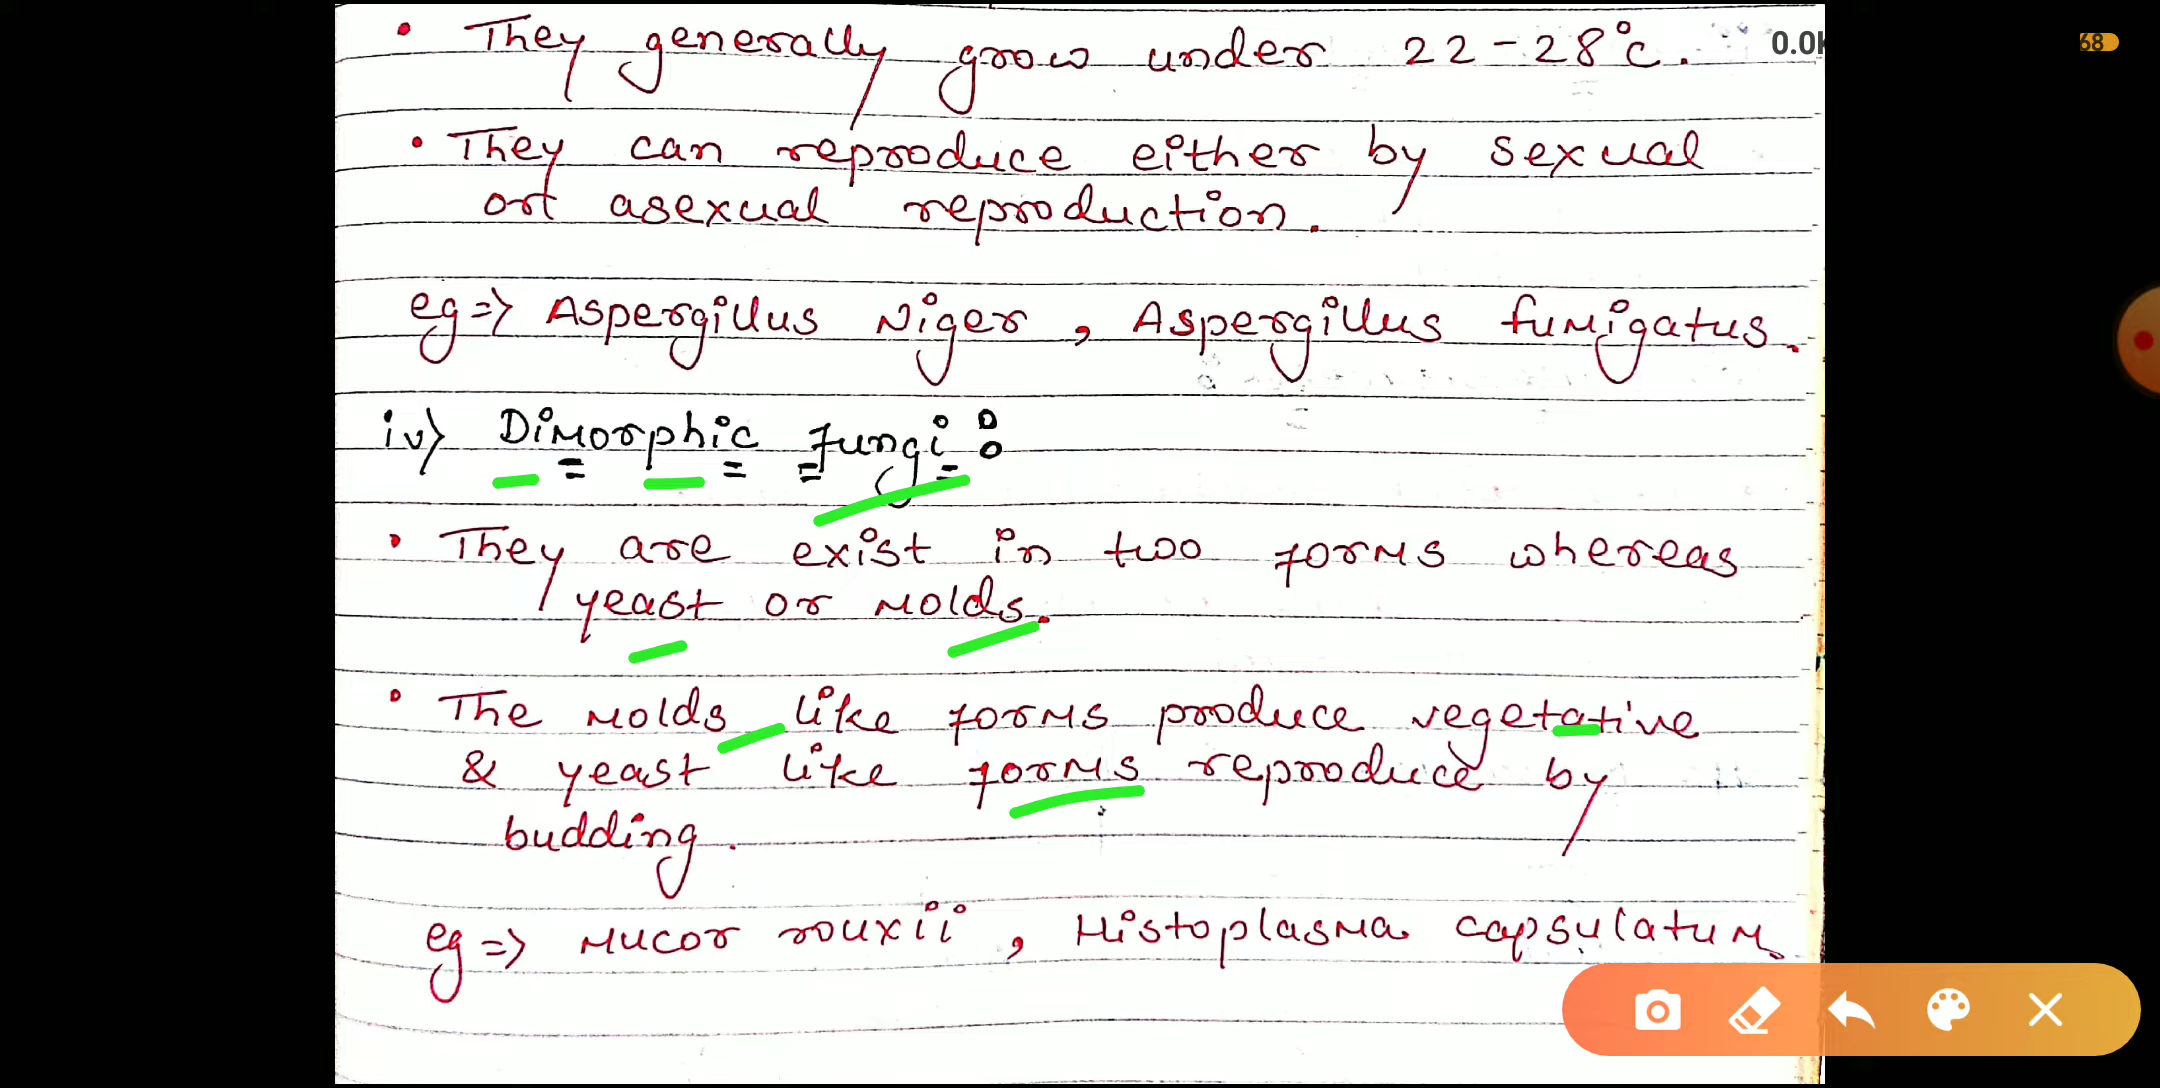 • They generally grow under 22-28°c.
0.0
68
• They can reproduce either by sexual
or asexual reproduction.
eg => Aspergillus Niger, Aspergillus fumigatus.
iv) Dimorphic fungi :
• They are exist in two forms whereas
yeast or molds.
• The molds like forms produce vegetative
& yeast like forms reproduce by
budding.
eg => Mucor rouxii, Histoplasma capsulatum